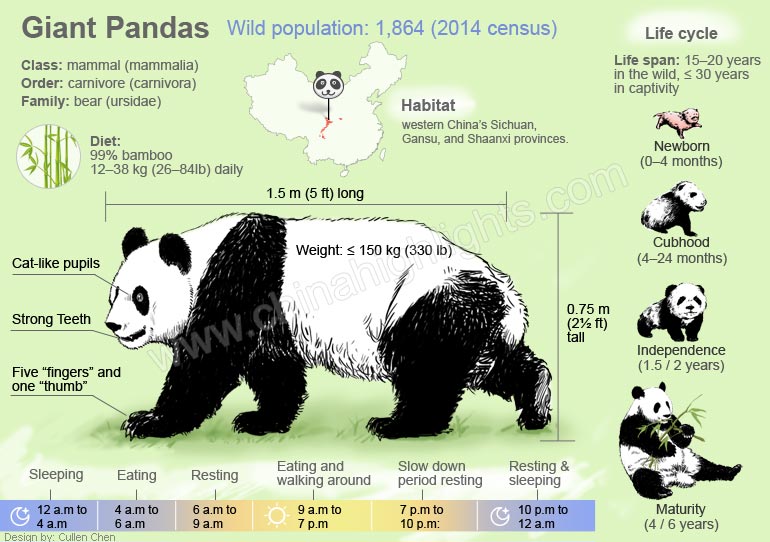 Giant Pandas
Wild population: 1,864 (2014 census)
Class: mammal (mammalia)
Order: carnivore (carnivora)
Family: bear (ursidae)
Diet:
99% bamboo
12–38 kg (26–84lb) daily
Habitat
western China's Sichuan,
Gansu, and Shaanxi provinces.
1.5 m (5 ft) long
Weight: ≤ 150 kg (330 lb)
0.75 m
(2½ ft)
tall
Cat-like pupils
Strong Teeth
Five “fingers” and
one “thumb”
www.chinahighlights.com
Life cycle
Life span: 15–20 years
in the wild, ≤ 30 years
in captivity
Newborn
(0–4 months)
Cubhood
(4–24 months)
Independence
(1.5 / 2 years)
Maturity
(4 / 6 years)
Sleeping
12 a.m to
4 a.m
Eating
4 a.m to
6 a.m
Resting
6 a.m to
9 a.m
Eating and
walking around
9 a.m to
7 p.m
Slow down
period resting
7 p.m to
10 p.m:
Resting &
sleeping
10 p.m to
12 a.m
Design by: Cullen Chen